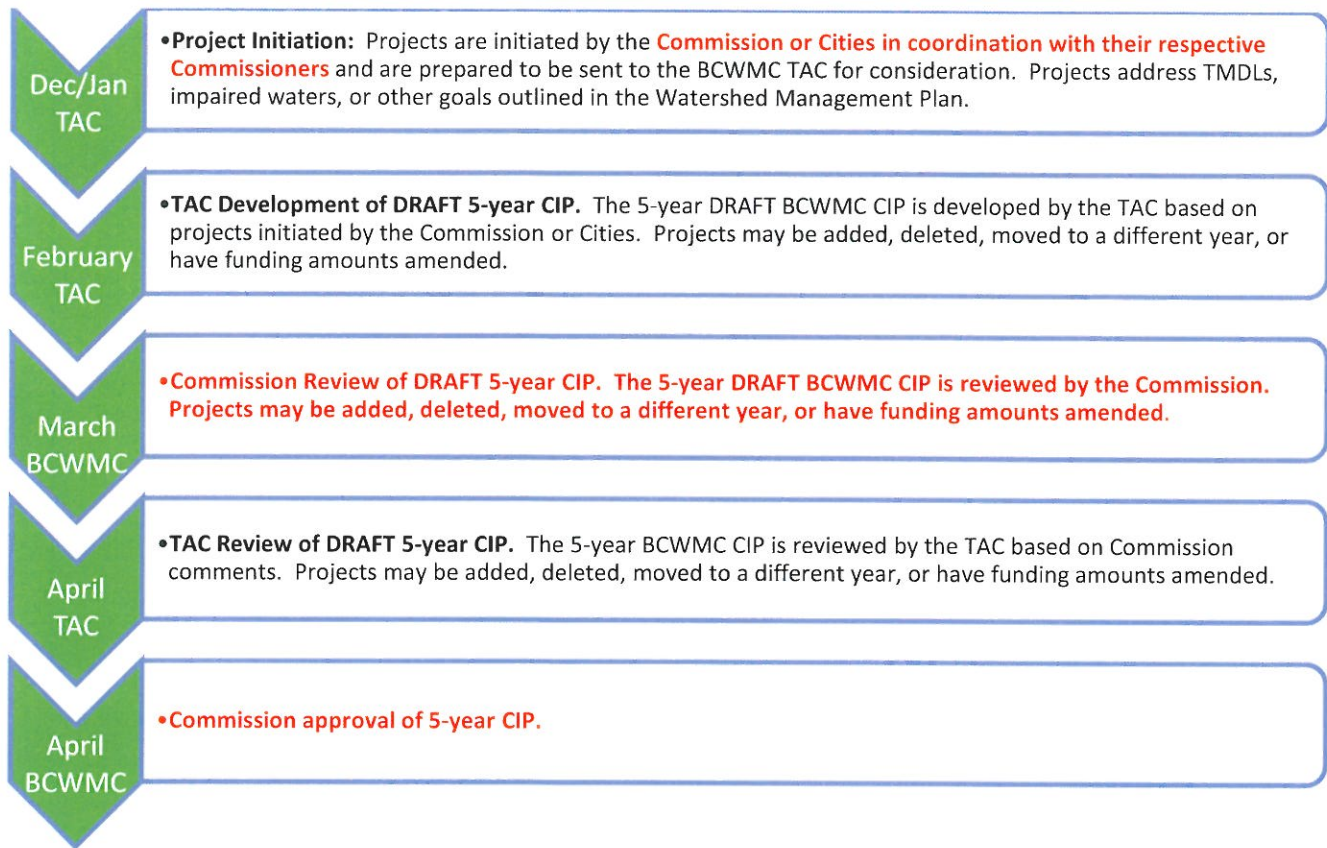 Dec/Jan
TAC
•Project Initiation: Projects are initiated by the Commission or Cities in coordination with their respective
Commissioners and are prepared to be sent to the BCWMC TAC for consideration. Projects address TMDLs,
impaired waters, or other goals outlined in the Watershed Management Plan.
February
TAC
•TAC Development of DRAFT 5-year CIP. The 5-year DRAFT BCWMC CIP is developed by the TAC based on
projects initiated by the Commission or Cities. Projects may be added, deleted, moved to a different year, or
have funding amounts amended.
March
BCWMC
•Commission Review of DRAFT 5-year CIP. The 5-year DRAFT BCWMC CIP is reviewed by the Commission.
Projects may be added, deleted, moved to a different year, or have funding amounts amended.
April
TAC
•TAC Review of DRAFT 5-year CIP. The 5-year BCWMC CIP is reviewed by the TAC based on Commission
comments. Projects may be added, deleted, moved to a different year, or have funding amounts amended.
April
BCWMC
•Commission approval of 5-year CIP.